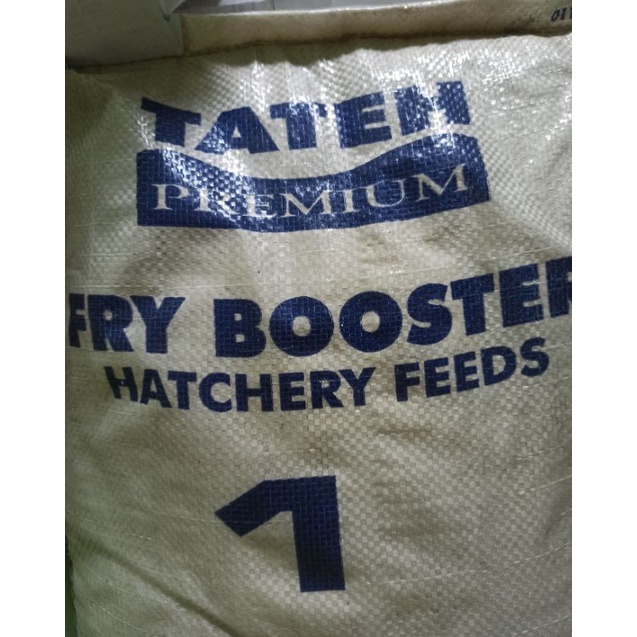 TATEH
PREMIUM
FRY BOOSTER
HATCHERY FEEDS
1